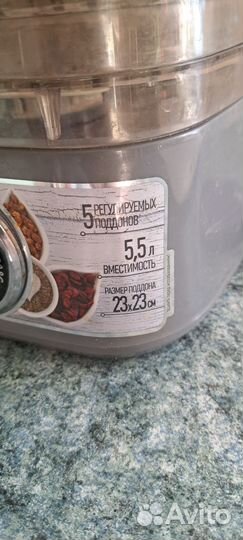 5 РЕГУЛИРУЕМЫХ
ПОДДОНОВ
5,5 Л
ВМЕСТИМОСТЬ
РАЗМЕР ПОДДОНА
23x23 СМ
Avito